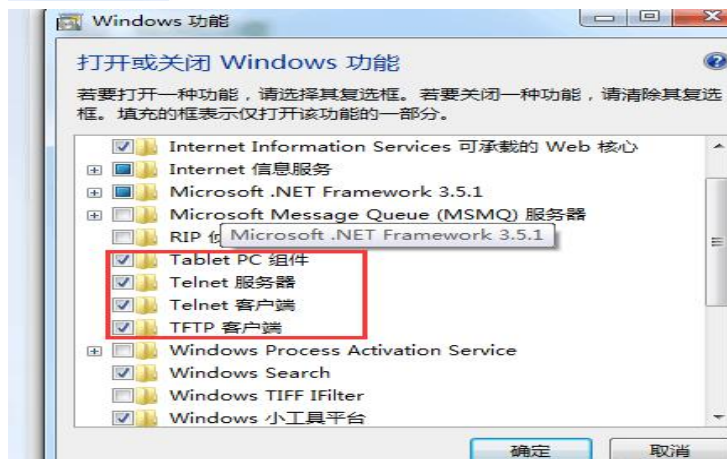 Windows 功能
打开或关闭 Windows 功能
若要打开一种功能，请选择其复选框。若要关闭一种功能，请清除其复选
框。填充的框表示仅打开该功能的一部分。
Internet Information Services 可承载的 Web 核心
Internet 信息服务
Microsoft .NET Framework 3.5.1
Microsoft Message Queue (MSMQ) 服务器
RIP
Microsoft .NET Framework 3.5.1
Tablet PC 组件
Telnet 服务器
Telnet 客户端
TFTP 客户端
Windows Process Activation Service
Windows Search
Windows TIFF IFilter
Windows 小工具平台
确定
取消